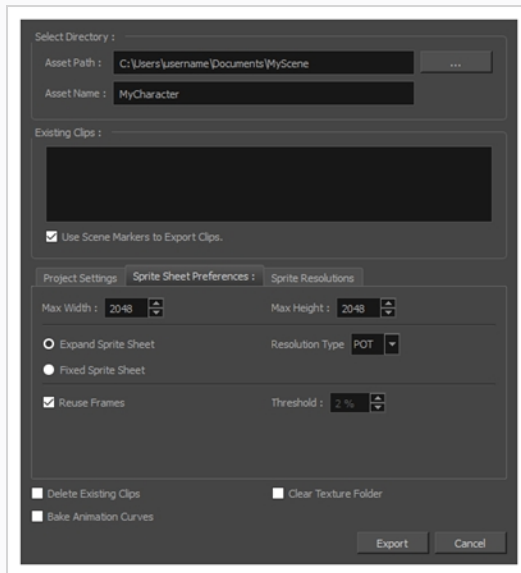 Select Directory :
Asset Path : C:\Users\username\Documents\MyScene ...
Asset Name : MyCharacter
Existing Clips :
Use Scene Markers to Export Clips.
Project Settings Sprite Sheet Preferences : Sprite Resolutions
Max Width : 2048 Max Height : 2048
Expand Sprite Sheet Resolution Type POT
Fixed Sprite Sheet
Reuse Frames Threshold : 2 %
Delete Existing Clips Clear Texture Folder
Bake Animation Curves
Export Cancel